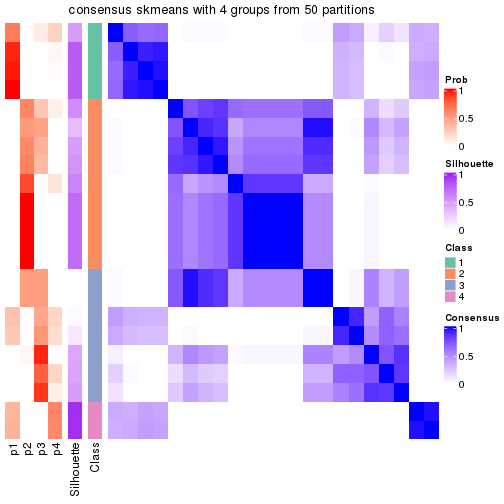 consensus skmeans with 4 groups from 50 partitions
Prob
1
0.5
0
Silhouette
1
0.5
0
Class
1
2
3
4
Consensus
1
0.5
0
p1
p2
p3
p4
Silhouette
Class